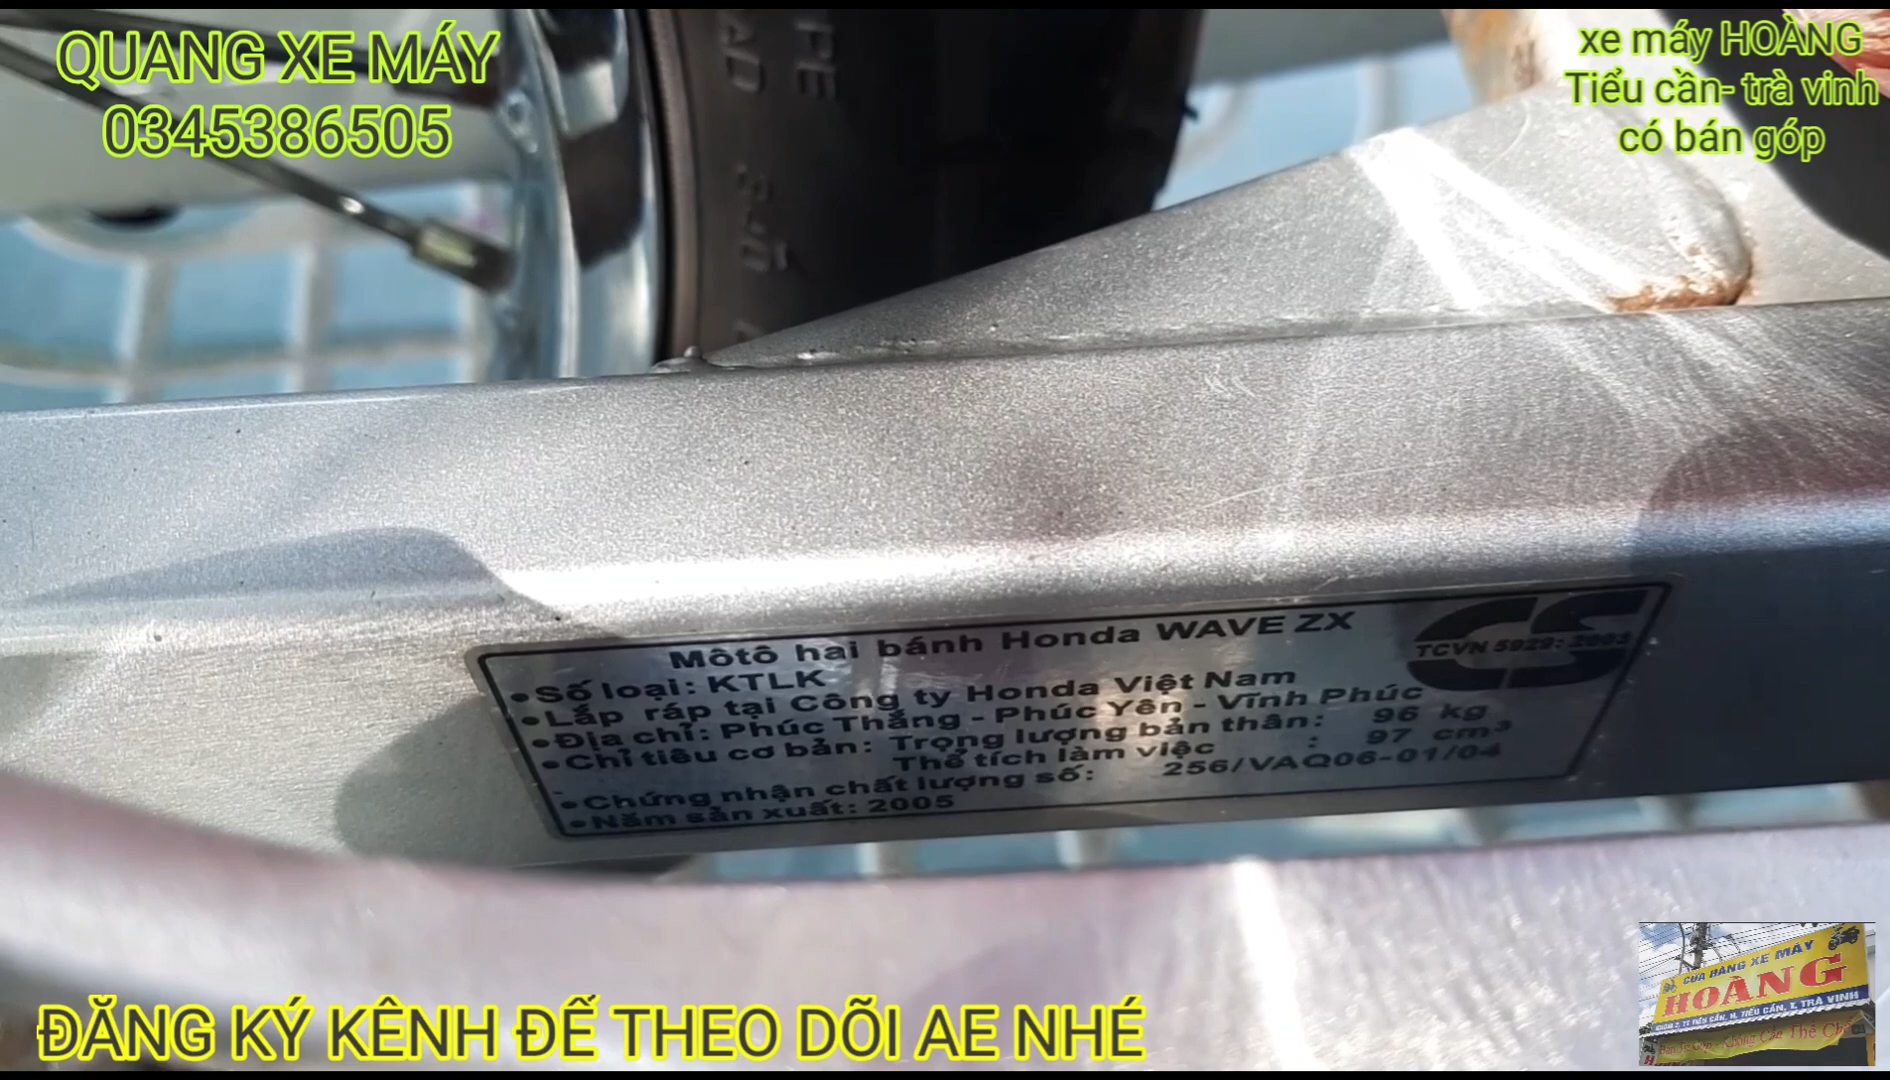 QUANG XE MÁY
0345386505
xe máy HOÀNG
Tiểu cần- trà vinh
có bán góp
PE
AD
Môtô hai bánh Honda WAVE ZX
CS
TCVN 5929: 2001
•Số loại: KTLK
•Lắp ráp tại Công ty Honda Việt Nam
•Địa chỉ: Phúc Thắng - Phúc Yên - Vĩnh Phúc
•Chỉ tiêu cơ bản: Trọng lượng bản thân: 96 kg
Thể tích làm việc : 97 cm³
•Chứng nhận chất lượng số: 256/VAQ06-01/04
•Năm sản xuất: 2005
CỬA HÀNG XE MÁY
HOÀNG
ĐĂNG KÝ KÊNH ĐỂ THEO DÕI AE NHÉ